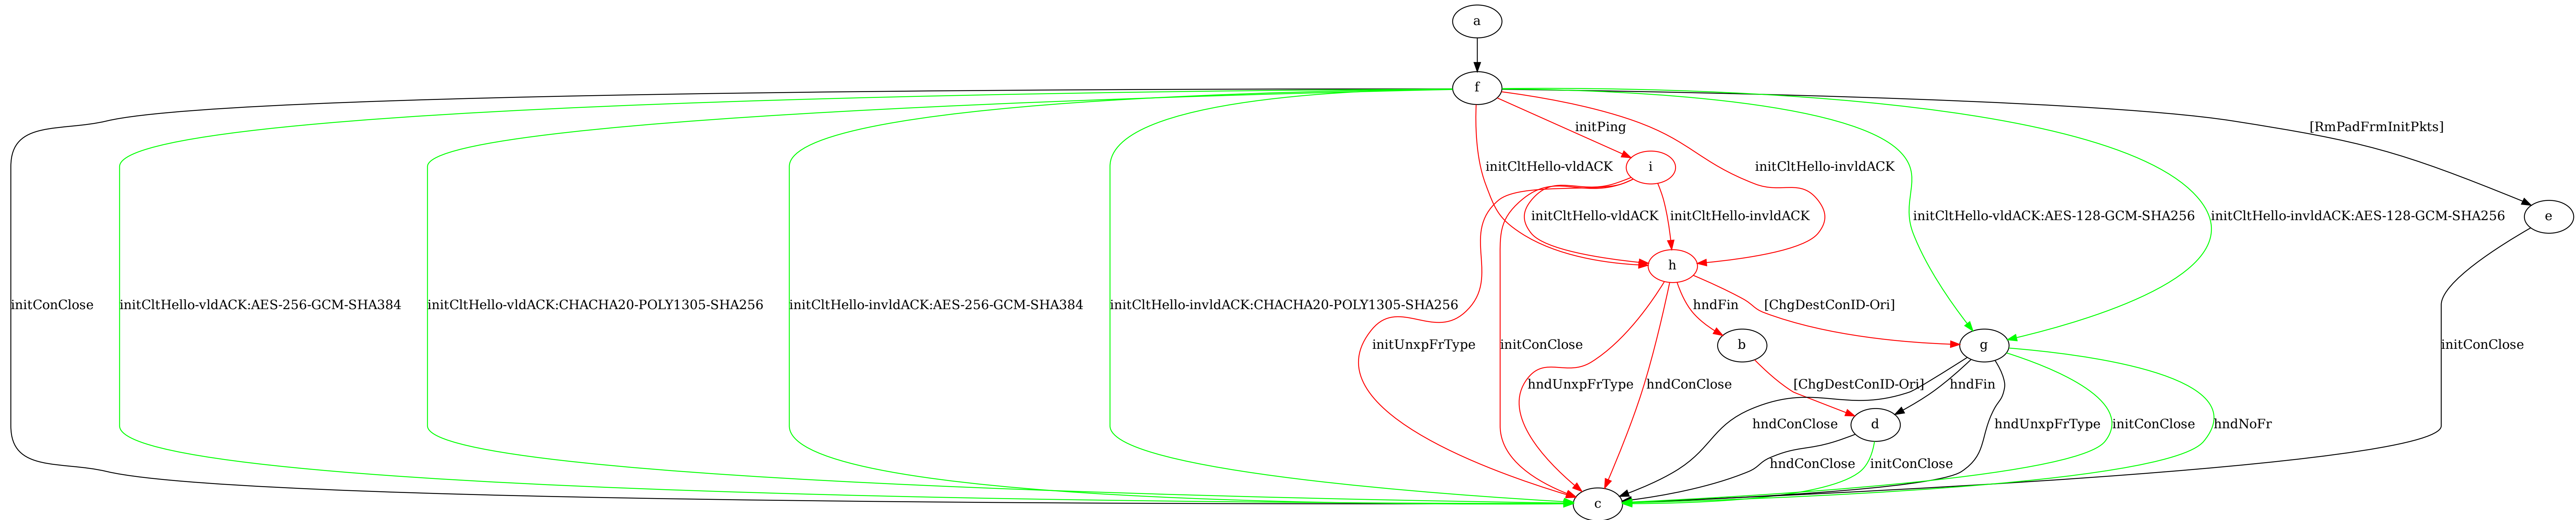 a
f
initPing
[RmPadFrmInitPkts]
initCltHello-vldACK
i
initCltHello-invldACK
initCltHello-vldACK
initCltHello-invldACK
initCltHello-vldACK:AES-128-GCM-SHA256
initCltHello-invldACK:AES-128-GCM-SHA256
e
h
initConClose
initCltHello-vldACK:AES-256-GCM-SHA384
initCltHello-vldACK:CHACHA20-POLY1305-SHA256
initCltHello-invldACK:AES-256-GCM-SHA384
initCltHello-invldACK:CHACHA20-POLY1305-SHA256
hndFin
[ChgDestConID-Ori]
initUnxpFrType
initConClose
b
g
initConClose
hndUnxpFrType
hndConClose
[ChgDestConID-Ori]
hndFin
hndConClose
d
hndUnxpFrType
initConClose
hndNoFr
hndConClose
initConClose
c